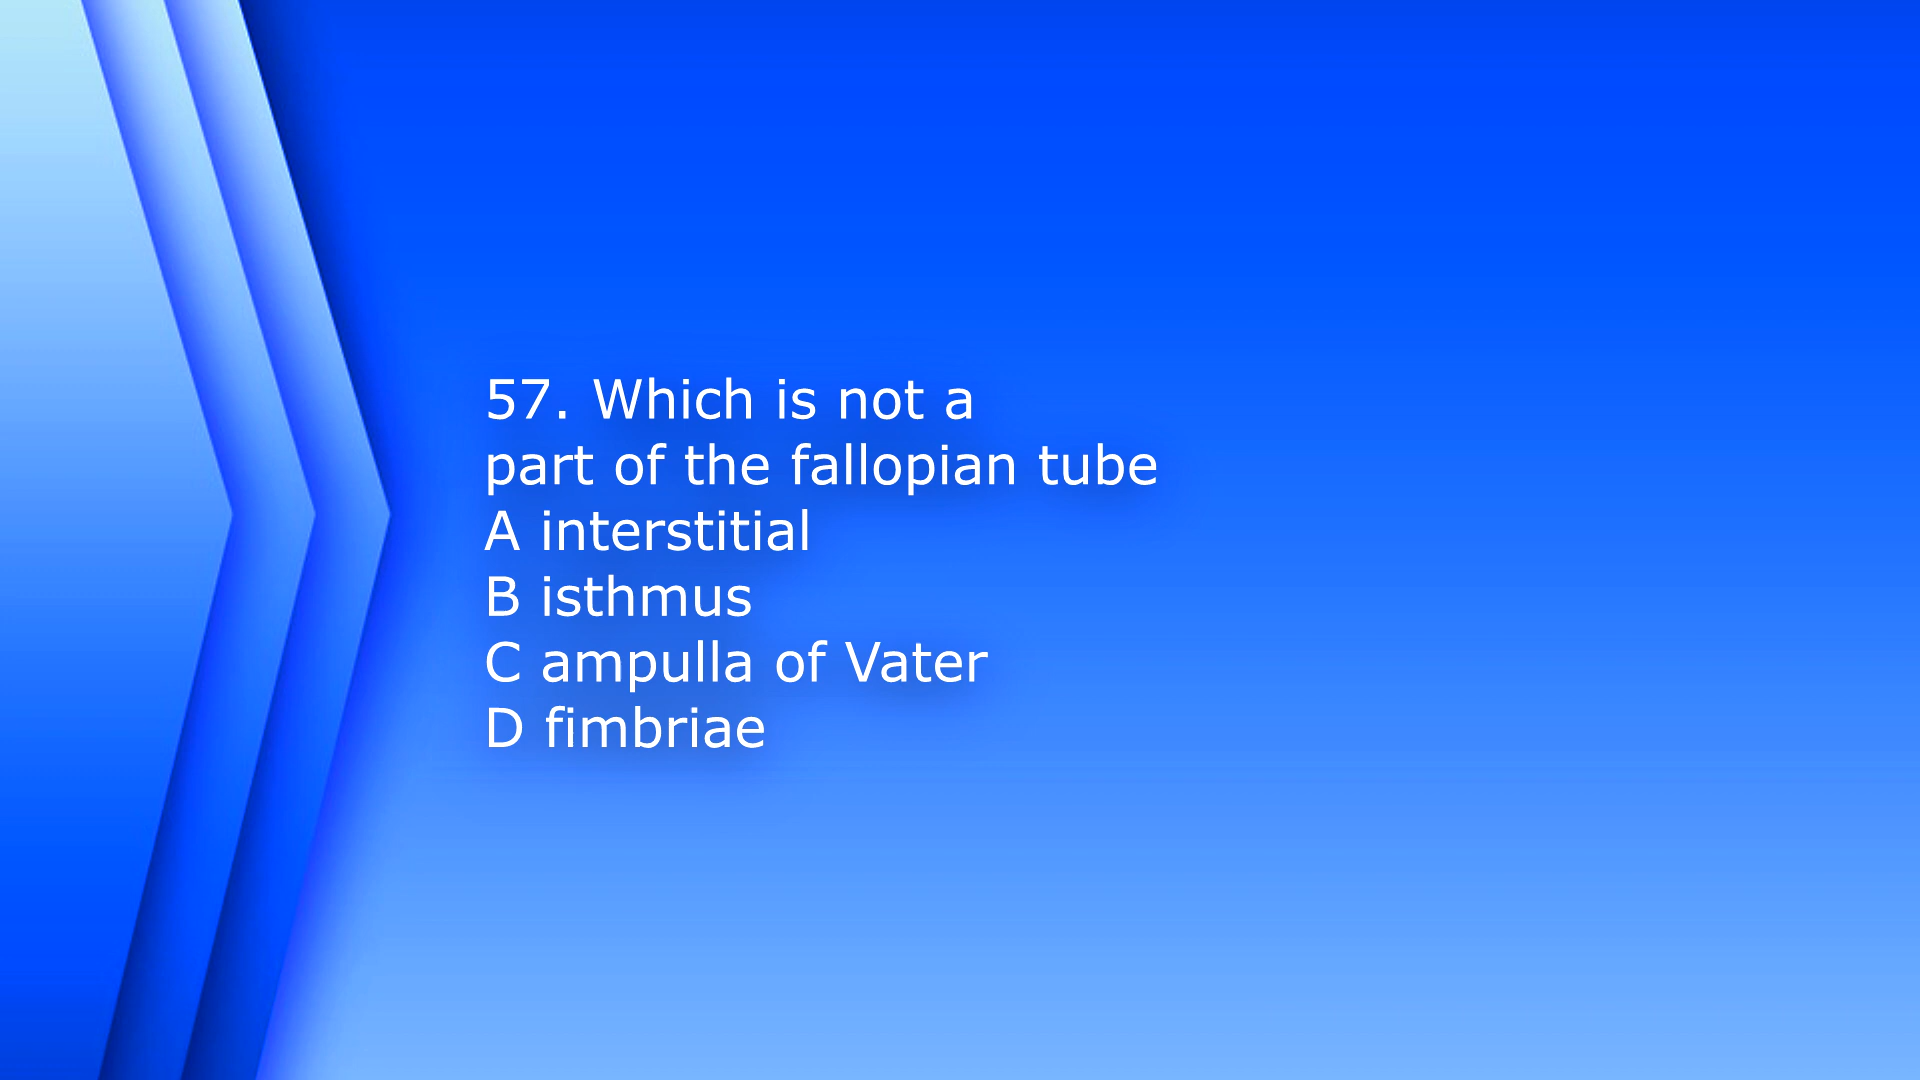 57. Which is not a
part of the fallopian tube
A interstitial
B isthmus
C ampulla of Vater
D fimbriae